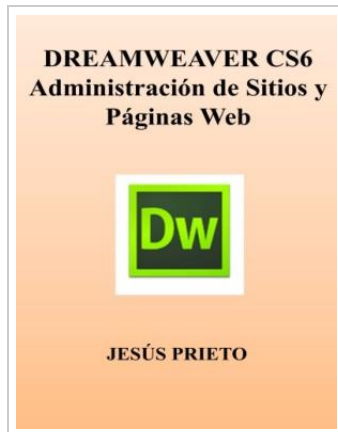 DREAMWEAVER CS6
Administración de Sitios y
Páginas Web
Dw
JESÚS PRIETO